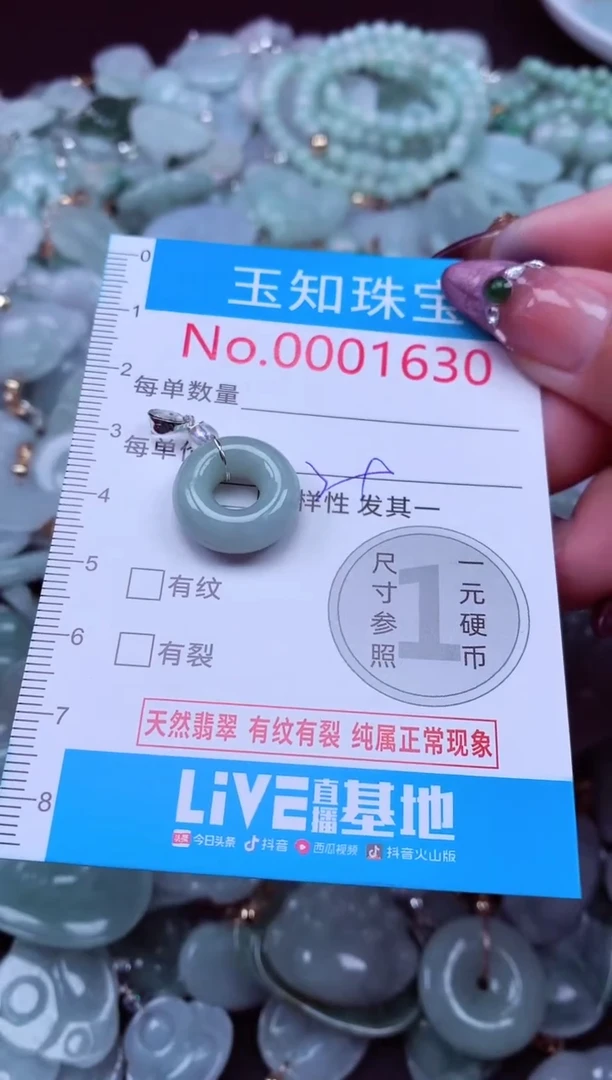 0
玉知珠宝
1
No.0001630
2
每单数量
3
每单
4
样性 发其一
5
有纹
尺寸参照
1
一元硬币
6
有裂
7
天然翡翠 有纹有裂 纯属正常现象
8
LiVE直播基地
头条 今日头条 抖音 西瓜视频 抖音火山版